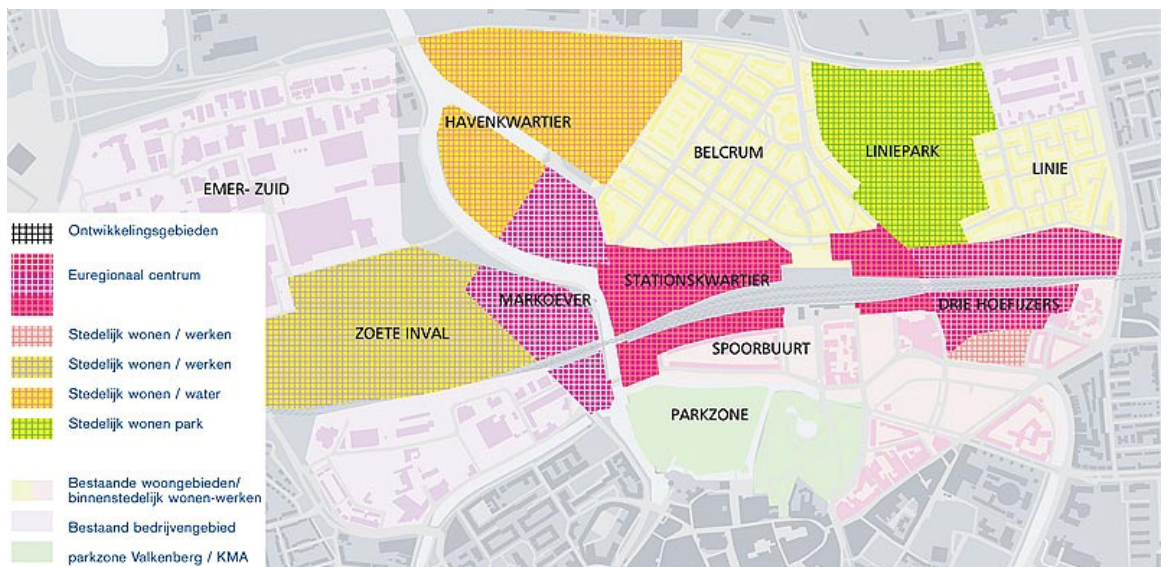 HAVENKWARTIER
BELCRUM
LINIEPARK
LINIE
EMER- ZUID
STATIONSKWARTIER
MARKOEVER
DRIE HOEFIJZERS
ZOETE INVAL
SPOORBUURT
PARKZONE
Ontwikkelingsgebieden
Euregionaal centrum
Stedelijk wonen / werken
Stedelijk wonen / werken
Stedelijk wonen / water
Stedelijk wonen park
Bestaande woongebieden/
binnenstedelijk wonen-werken
Bestaand bedrijvengebied
parkzone Valkenberg / KMA